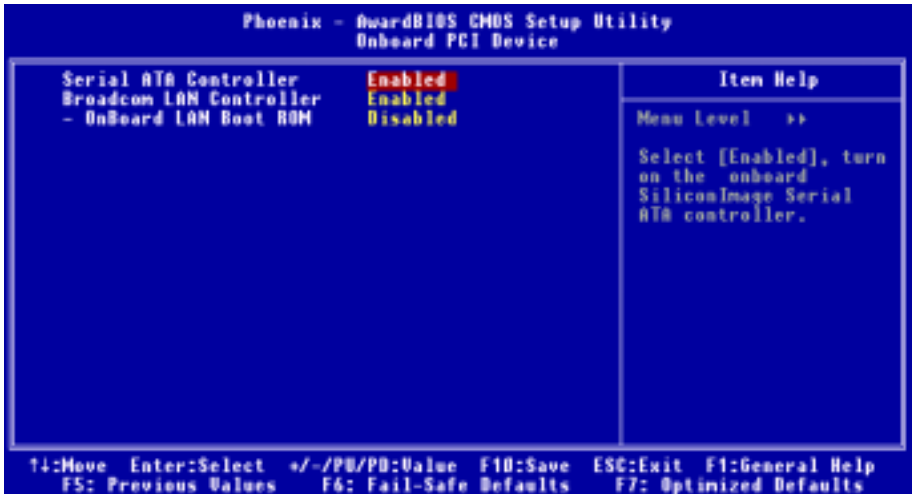 Phoenix - AwardBIOS CMOS Setup Utility
Onboard PCI Device
Serial ATA Controller Enabled
Broadcom LAN Controller Enabled
- OnBoard LAN Boot ROM Disabled
Item Help
Menu Level ▸▸
Select [Enabled], turn
on the onboard
SiliconImage Serial
ATA controller.
↑↓:Move Enter:Select +/-/PU/PD:Value F10:Save ESC:Exit F1:General Help
F5: Previous Values F6: Fail-Safe Defaults F7: Optimized Defaults